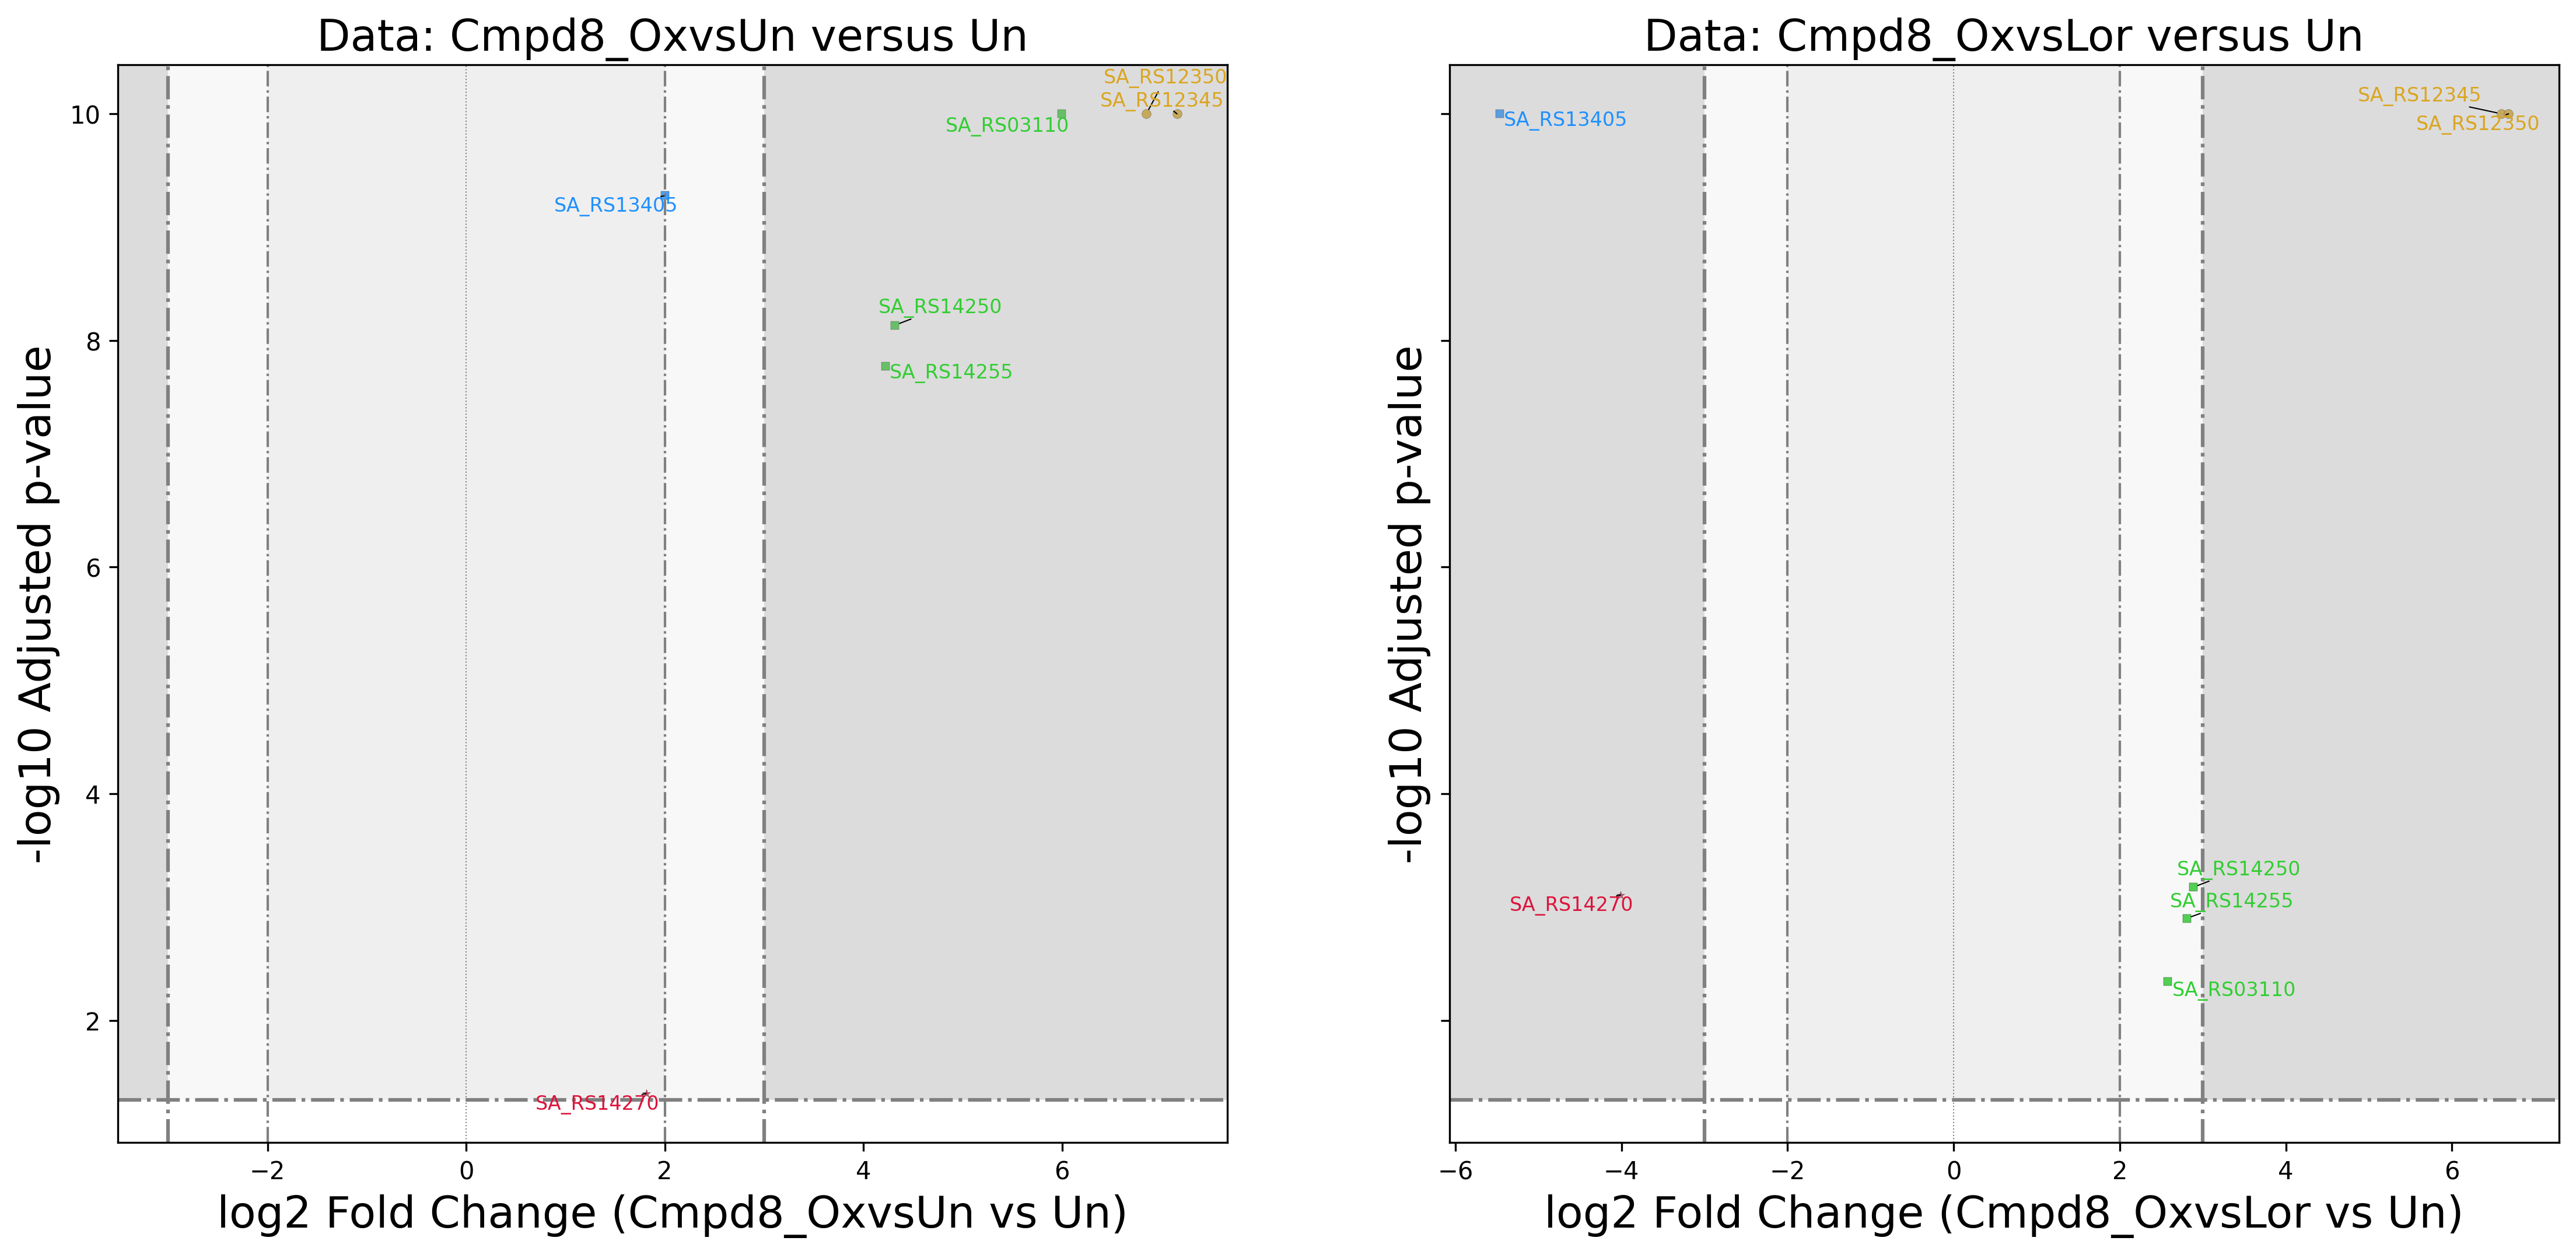 Data: Cmpd8_OxvsUn versus Un
-log10 Adjusted p-value
10
8
6
4
2
SA_RS12350
SA_RS12345
SA_RS03110
SA_RS13405
SA_RS14250
SA_RS14255
SA_RS14270
−2 0 2 4 6
log2 Fold Change (Cmpd8_OxvsUn vs Un)
Data: Cmpd8_OxvsLor versus Un
-log10 Adjusted p-value
SA_RS12345
SA_RS13405
SA_RS12350
SA_RS14250
SA_RS14255
SA_RS14270
SA_RS03110
−6 −4 −2 0 2 4 6
log2 Fold Change (Cmpd8_OxvsLor vs Un)